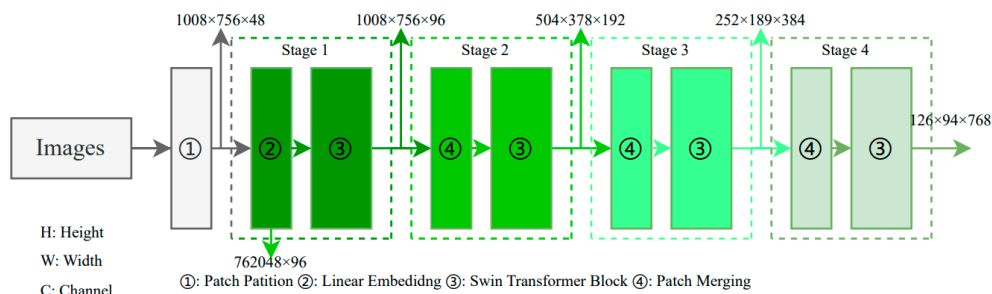 1008×756×48
1008×756×96
504×378×192
252×189×384
Stage 1
Stage 2
Stage 3
Stage 4
Images
①
②
③
④
③
④
③
④
③
126×94×768
762048×96
H: Height
W: Width
C: Channel
①: Patch Patition ②: Linear Embedidng ③: Swin Transformer Block ④: Patch Merging